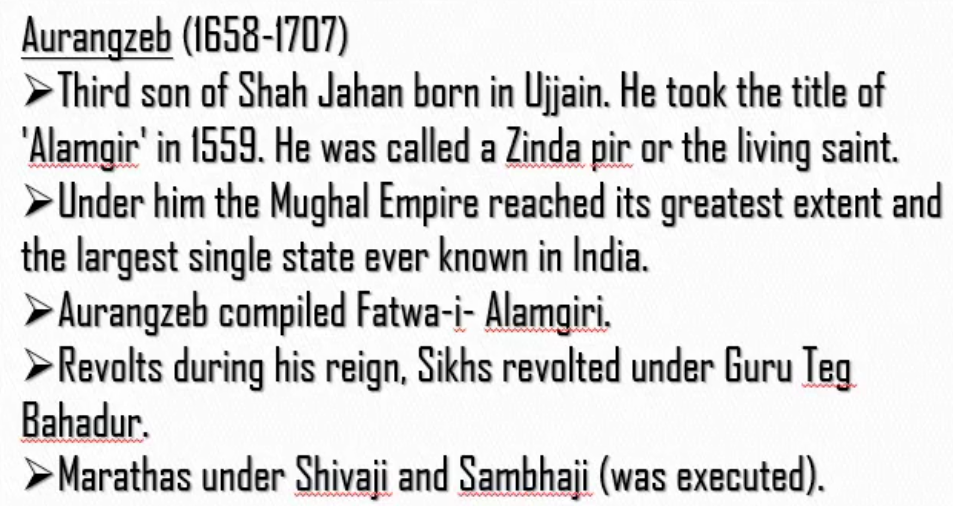 Aurangzeb (1658-1707)
➢Third son of Shah Jahan born in Ujjain. He took the title of
'Alamgir' in 1559. He was called a Zinda pir or the living saint.
➢Under him the Mughal Empire reached its greatest extent and
the largest single state ever known in India.
➢Aurangzeb compiled Fatwa-i- Alamgiri.
➢Revolts during his reign, Sikhs revolted under Guru Teg
Bahadur.
➢Marathas under Shivaji and Sambhaji (was executed).